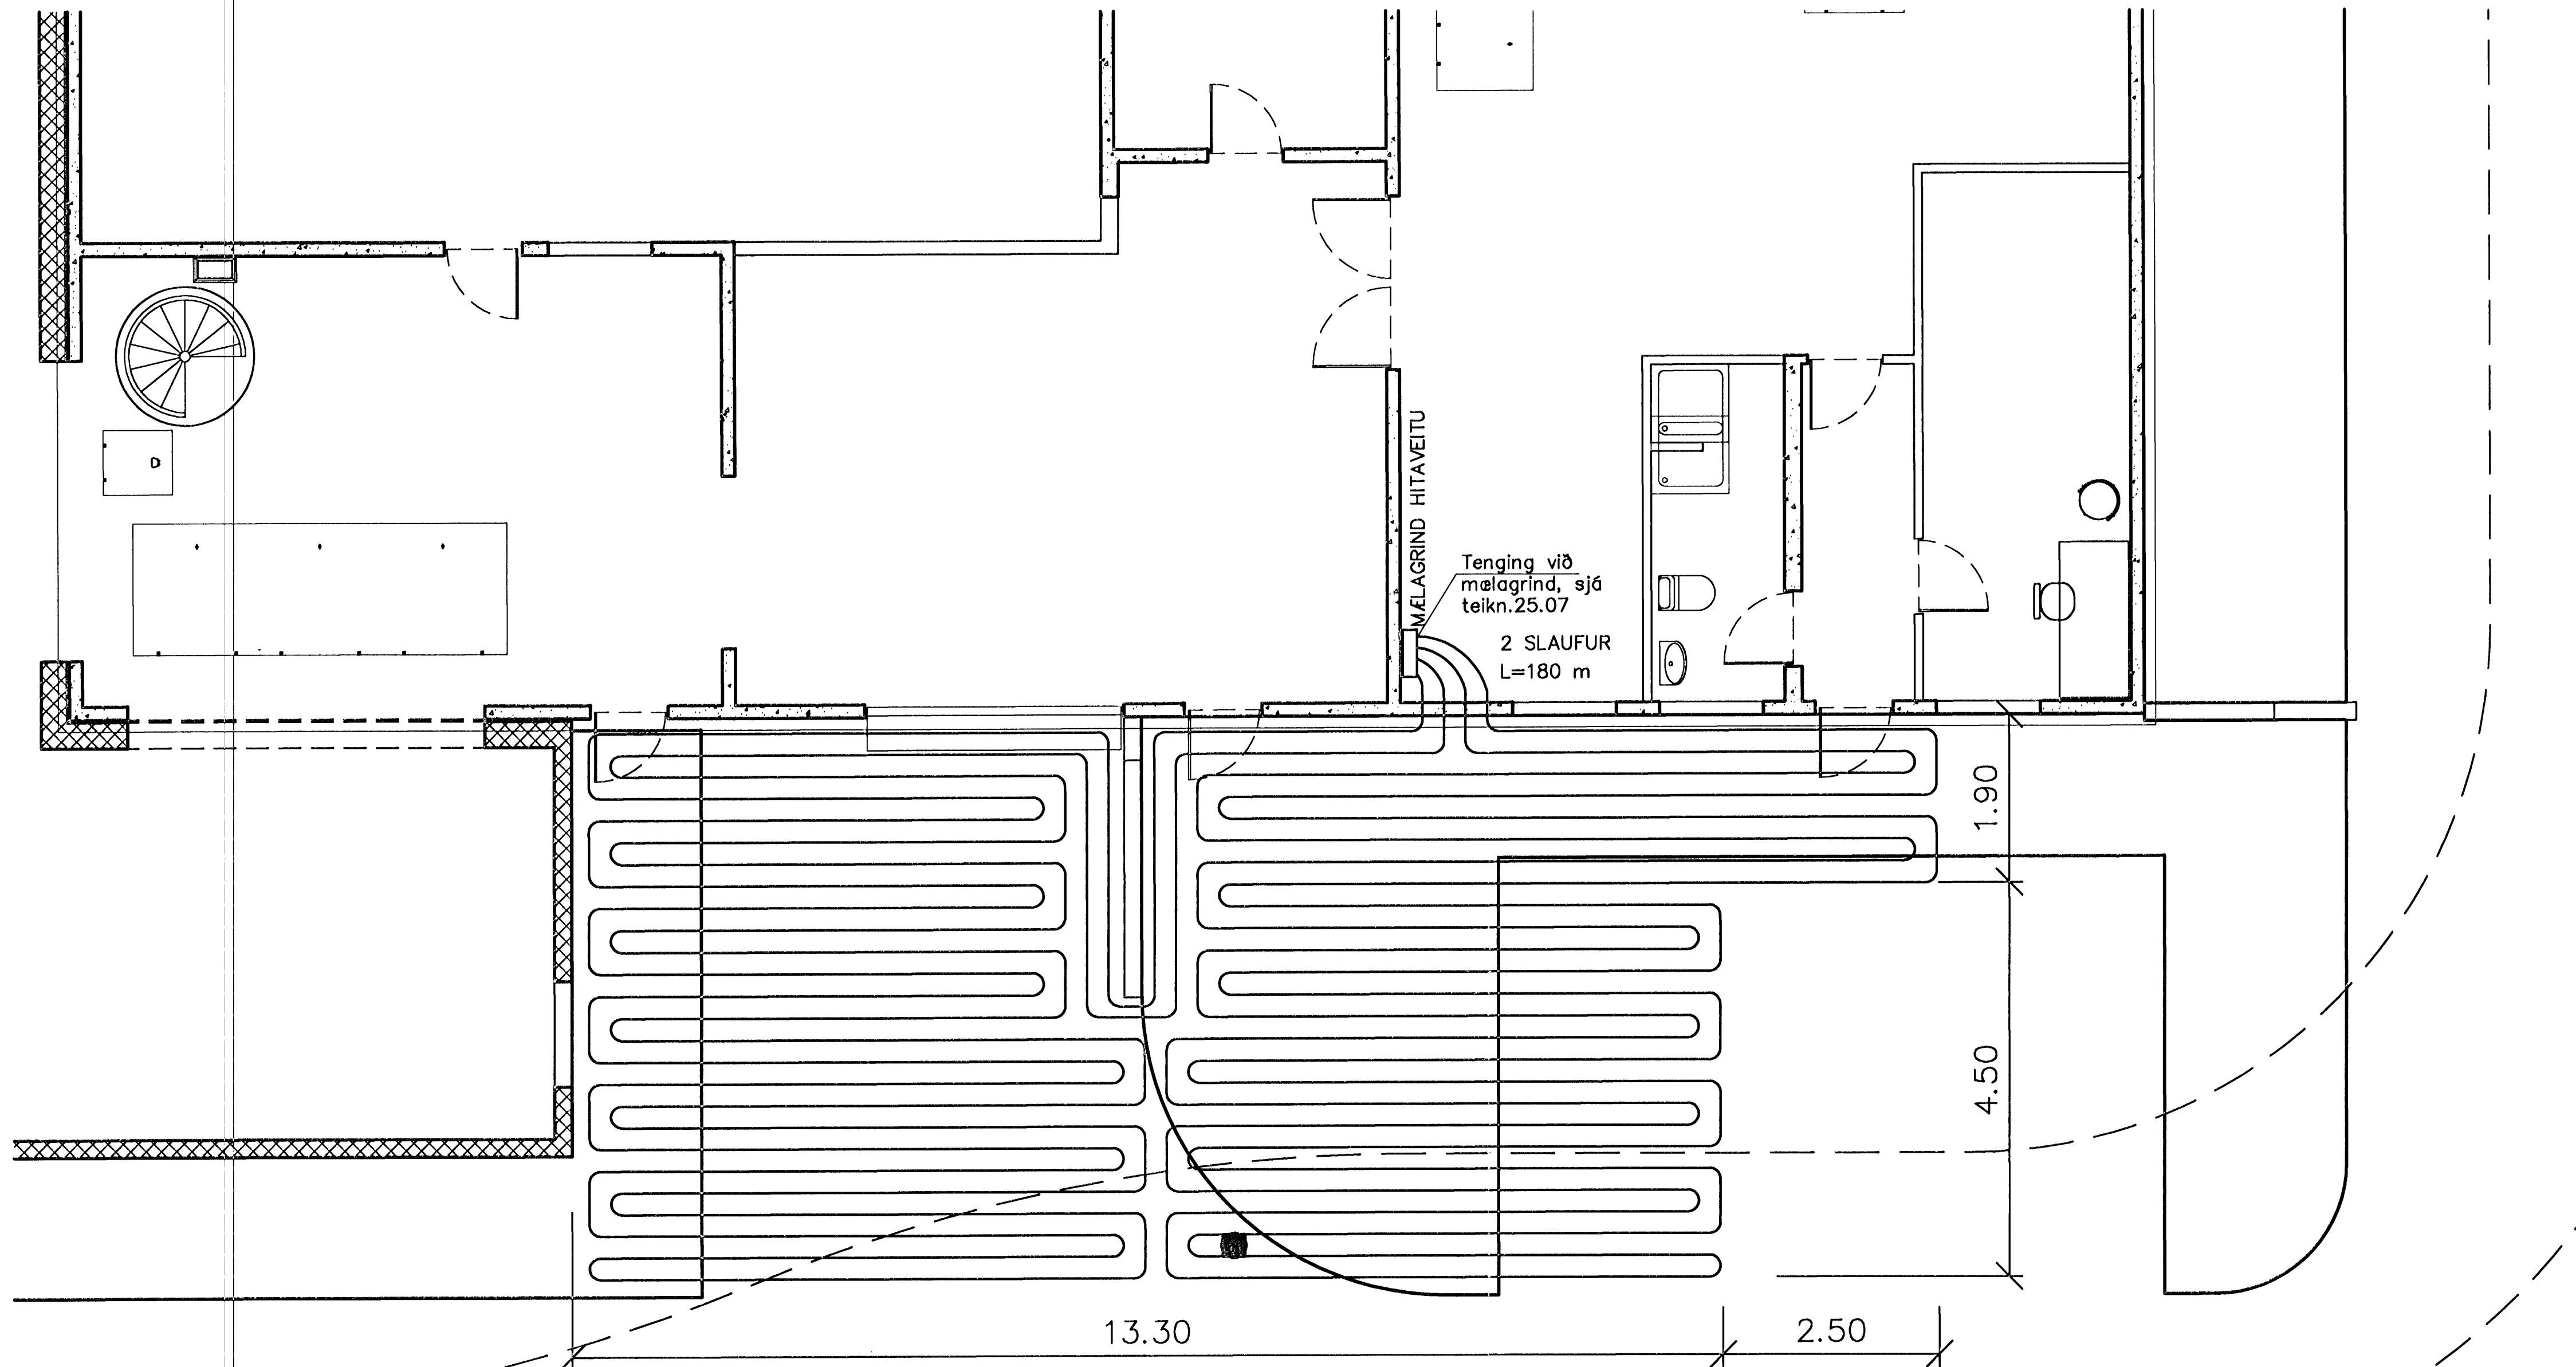 MÆLAGRIND HITAVEITU
Tenging við
mælagrind, sjá
teikn.25.07
2 SLAUFUR
L=180 m
1.90
4.50
13.30
2.50